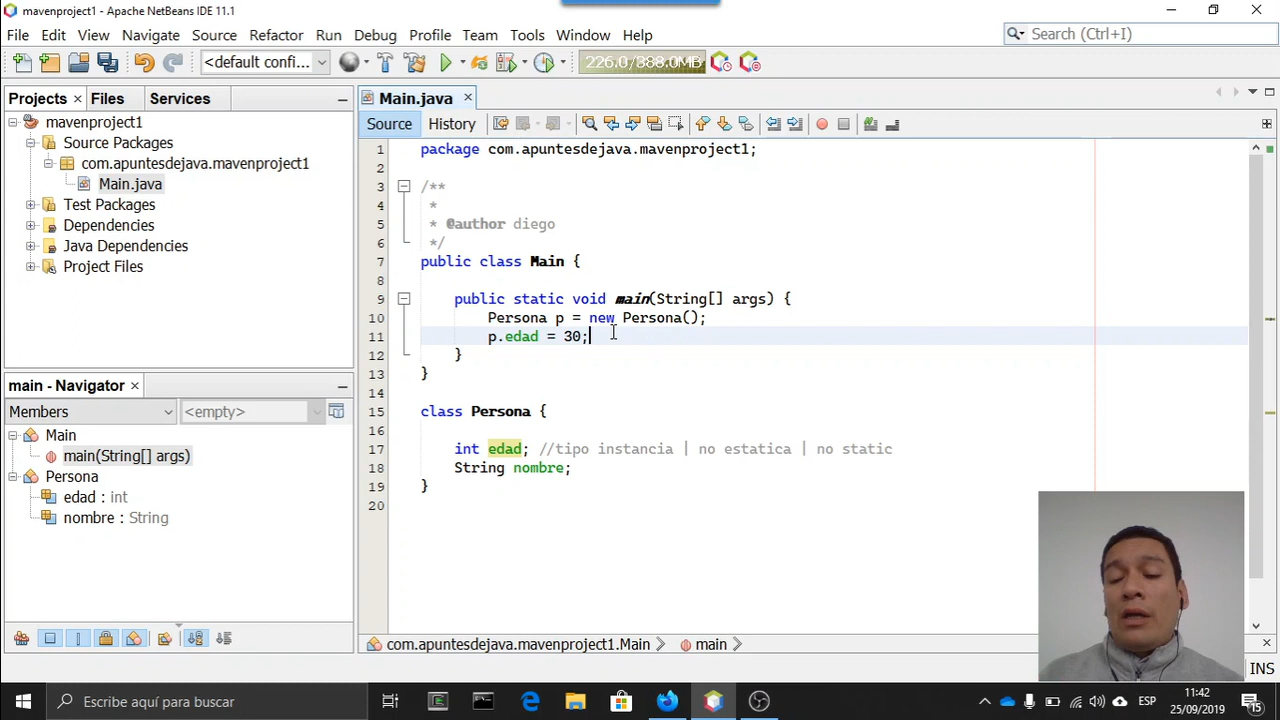 mavenproject1 - Apache NetBeans IDE 11.1
File Edit View Navigate Source Refactor Run Debug Profile Team Tools Window Help
Search (Ctrl+I)
<default confi...
226.0/388.0MB
Projects Files Services
mavenproject1
Source Packages
com.apuntesdejava.mavenproject1
Main.java
Test Packages
Dependencies
Java Dependencies
Project Files
main - Navigator
Members <empty>
Main
main(String[] args)
Persona
edad : int
nombre : String
Main.java
Source History
1 package com.apuntesdejava.mavenproject1;
2
3 /**
4 *
5 * @author diego
6 */
7 public class Main {
8
9 public static void main(String[] args) {
10 Persona p = new Persona();
11 p.edad = 30;
12 }
13 }
14
15 class Persona {
16
17 int edad; //tipo instancia | no estatica | no static
18 String nombre;
19 }
20
com.apuntesdejava.mavenproject1.Main main
INS
Escribe aquí para buscar
ESP
11:42
25/09/2019
15